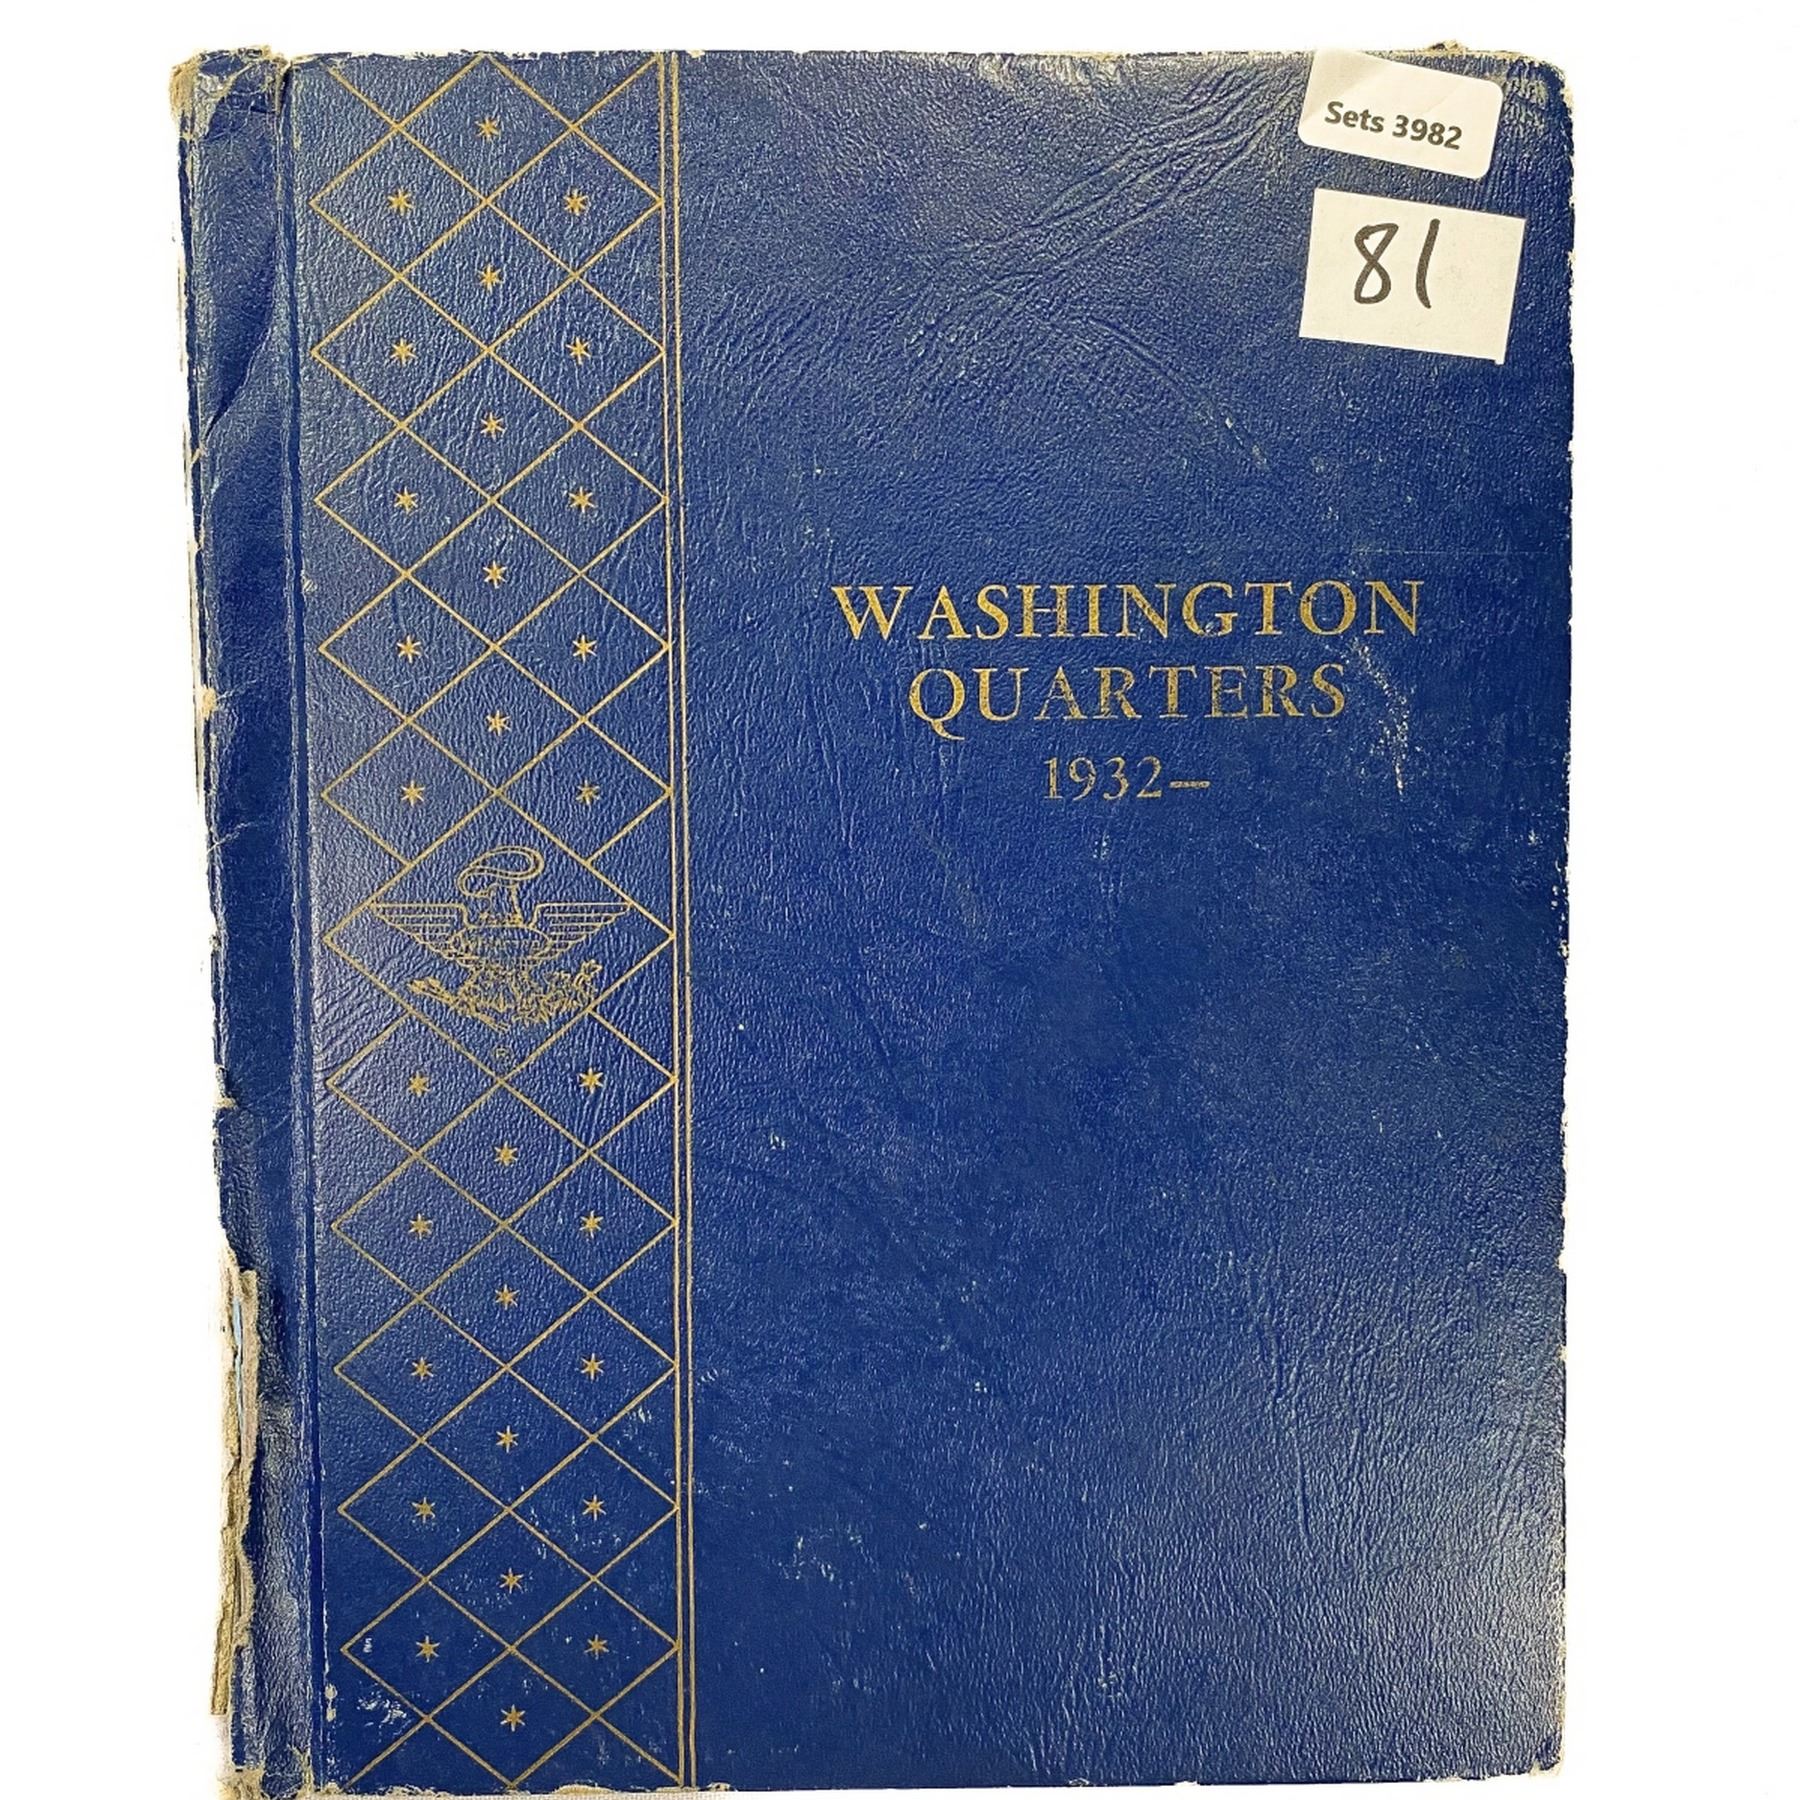 Sets 3982
81
WASHINGTON
QUARTERS
1932—